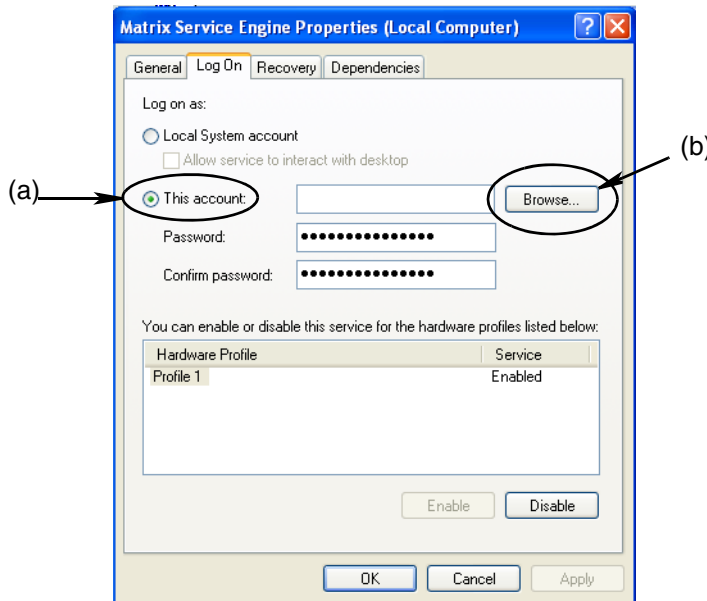 Matrix Service Engine Properties (Local Computer)
General Log On Recovery Dependencies
Log on as:
Local System account
Allow service to interact with desktop
(b)
(a)
This account:
Browse...
Password: ●●●●●●●●●●●●●●●
Confirm password: ●●●●●●●●●●●●●●●
You can enable or disable this service for the hardware profiles listed below:
Hardware Profile Service
Profile 1 Enabled
Enable Disable
OK Cancel Apply